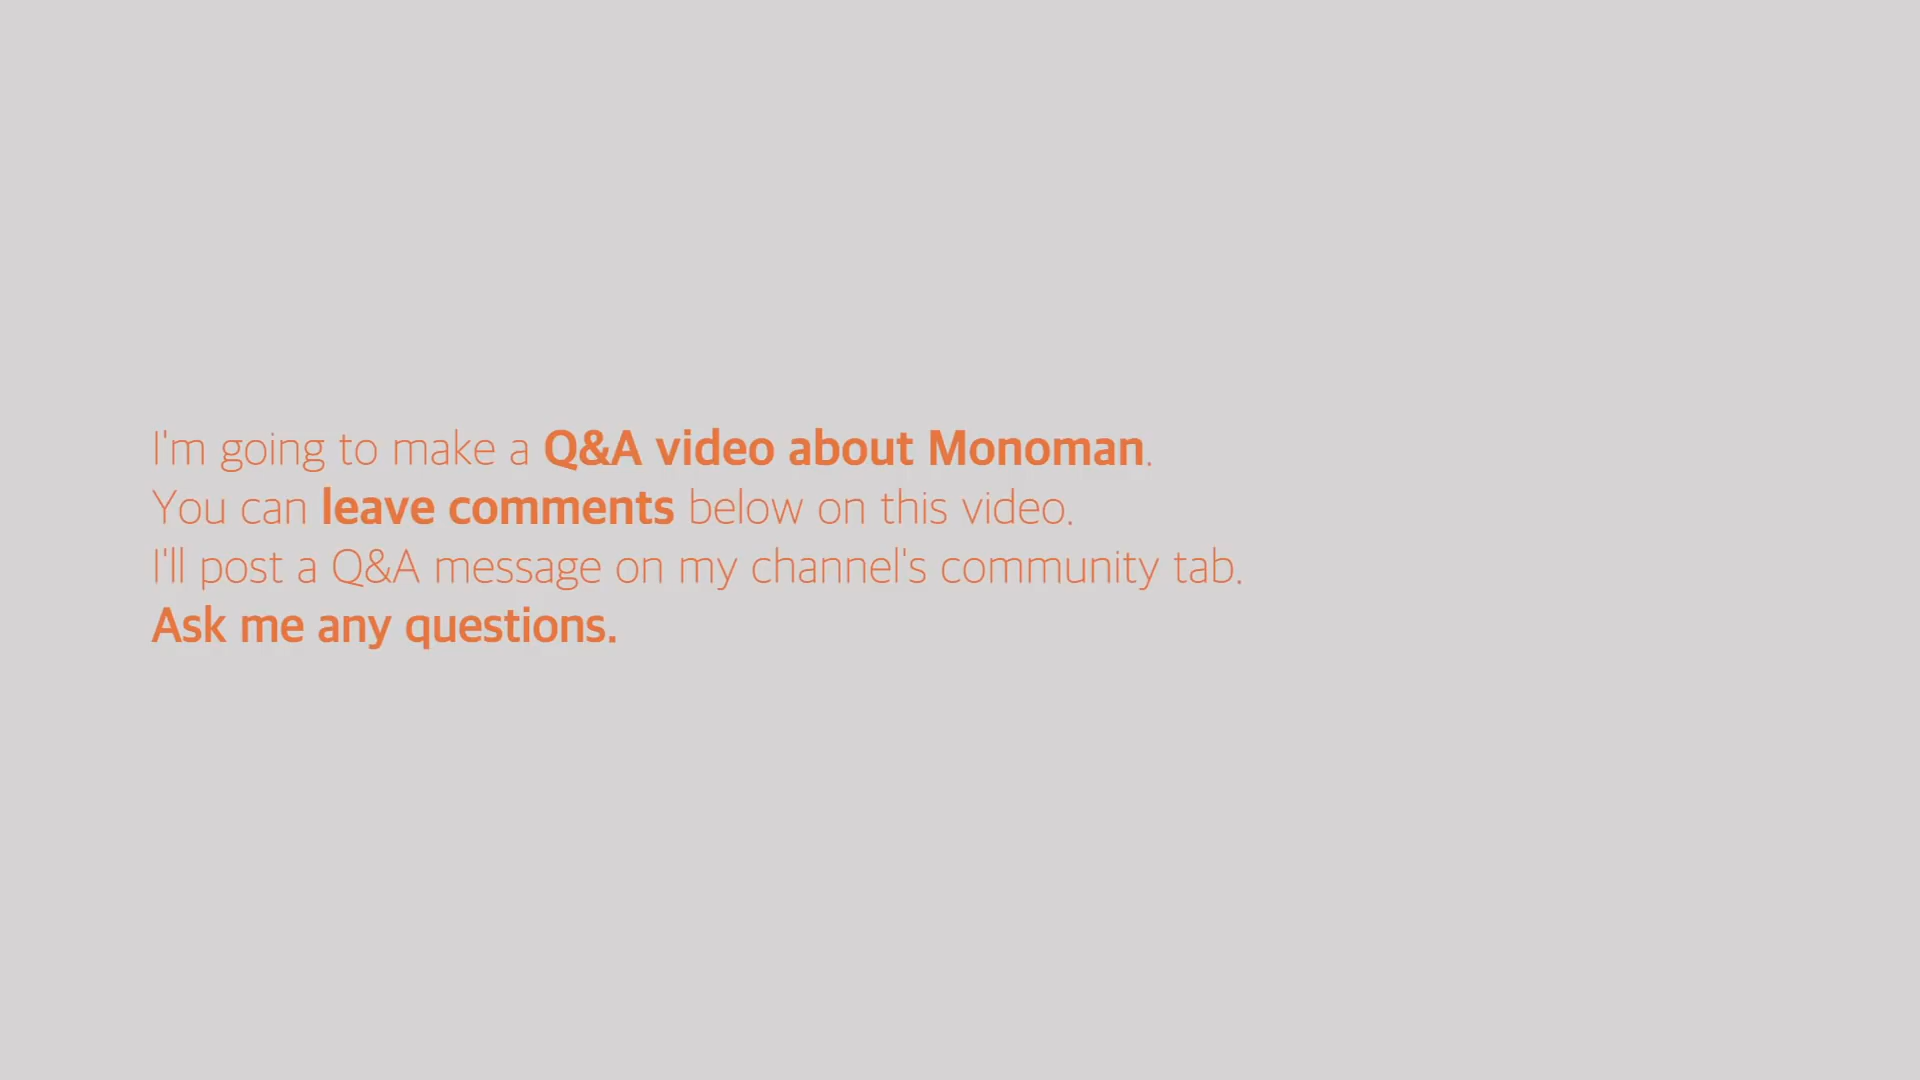 I'm going to make a Q&A video about Monoman.
You can leave comments below on this video.
I'll post a Q&A message on my channel's community tab.
Ask me any questions.